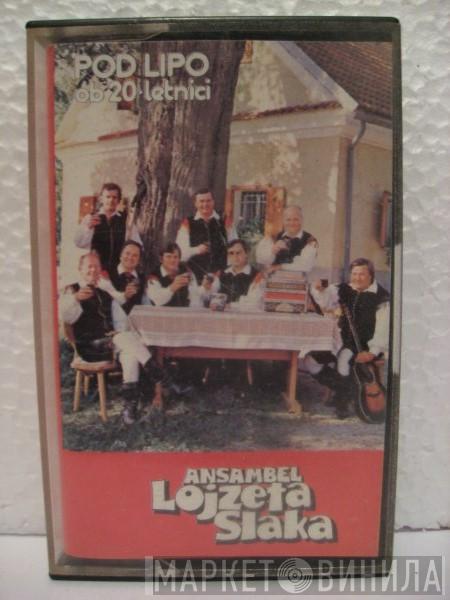 POD LIPO
ob 20-letnici
ANSAMBEL
Lojzeta
Slaka
МАРКЕТ ВИНИЛА